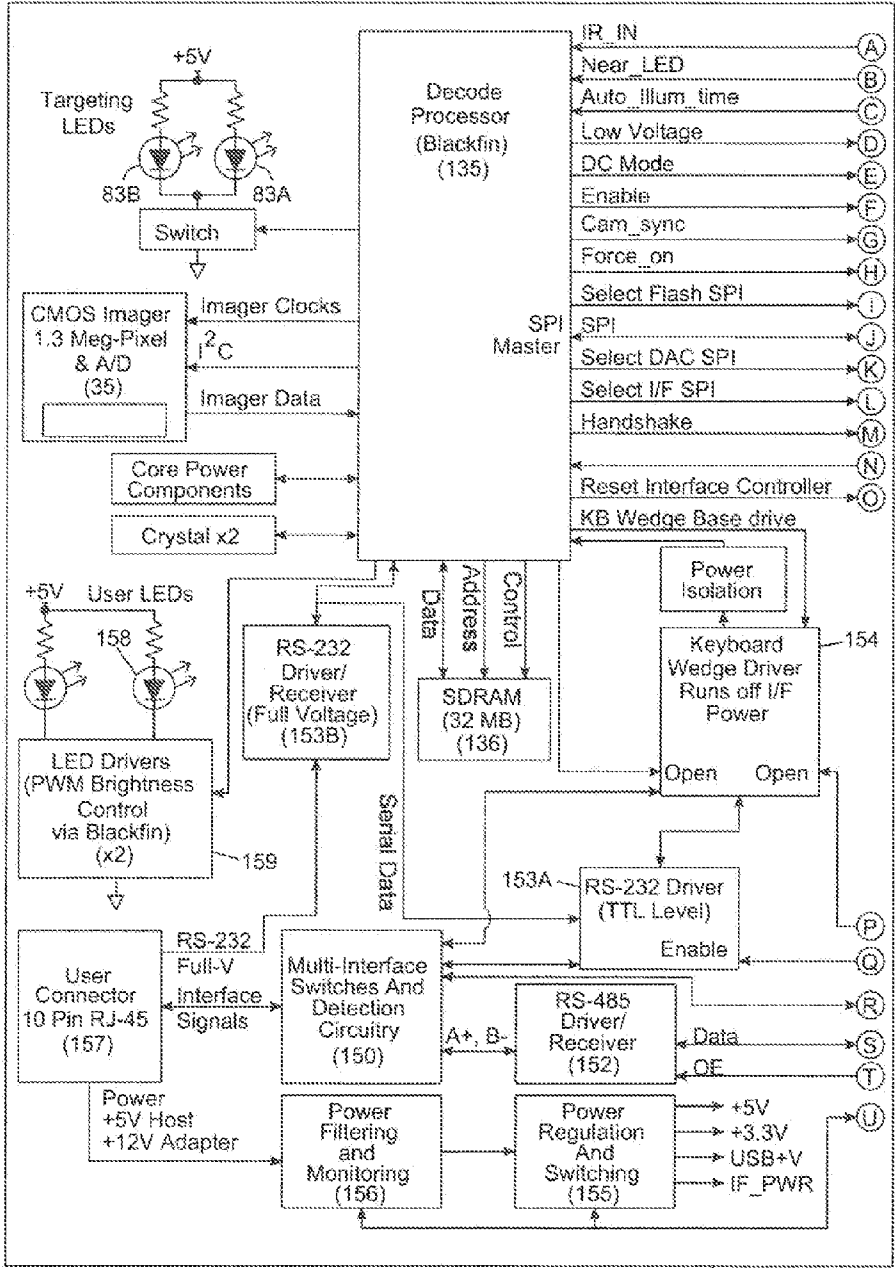 +5V
Targeting
LEDs
83B
83A
Switch
Decode
Processor
(Blackfin)
(135)
SPI
Master
IR_IN
A
Near_LED
B
Auto_Illum_time
C
Low Voltage
D
DC Mode
E
Enable
F
Cam_sync
G
Force_on
H
Select Flash SPI
I
SPI
J
Select DAC SPI
K
Select I/F SPI
L
Handshake
M
N
Reset Interface Controller
O
KB Wedge Base drive
CMOS Imager
1.3 Meg-Pixel
& A/D
(35)
Imager Clocks
I²C
Imager Data
Core Power
Components
Crystal x2
+5V
User LEDs
158
LED Drivers
(PWM Brightness
Control
via Blackfin)
(x2)
159
RS-232
Driver/
Receiver
(Full Voltage)
(153B)
Data
Address
Control
SDRAM
(32 MB)
(136)
Power
Isolation
Keyboard
Wedge Driver
Runs off I/F
Power
Open
Open
154
Serial Data
153A
RS-232 Driver
(TTL Level)
Enable
P
Q
User
Connector
10 Pin RJ-45
(157)
RS-232
Full-V
Interface
Signals
Multi-Interface
Switches And
Detection
Circuitry
(150)
A+, B-
RS-485
Driver/
Receiver
(152)
R
Data
S
OE
T
Power
+5V Host
+12V Adapter
Power
Filtering
and
Monitoring
(156)
Power
Regulation
And
Switching
(155)
+5V
+3.3V
USB+V
IF_PWR
U